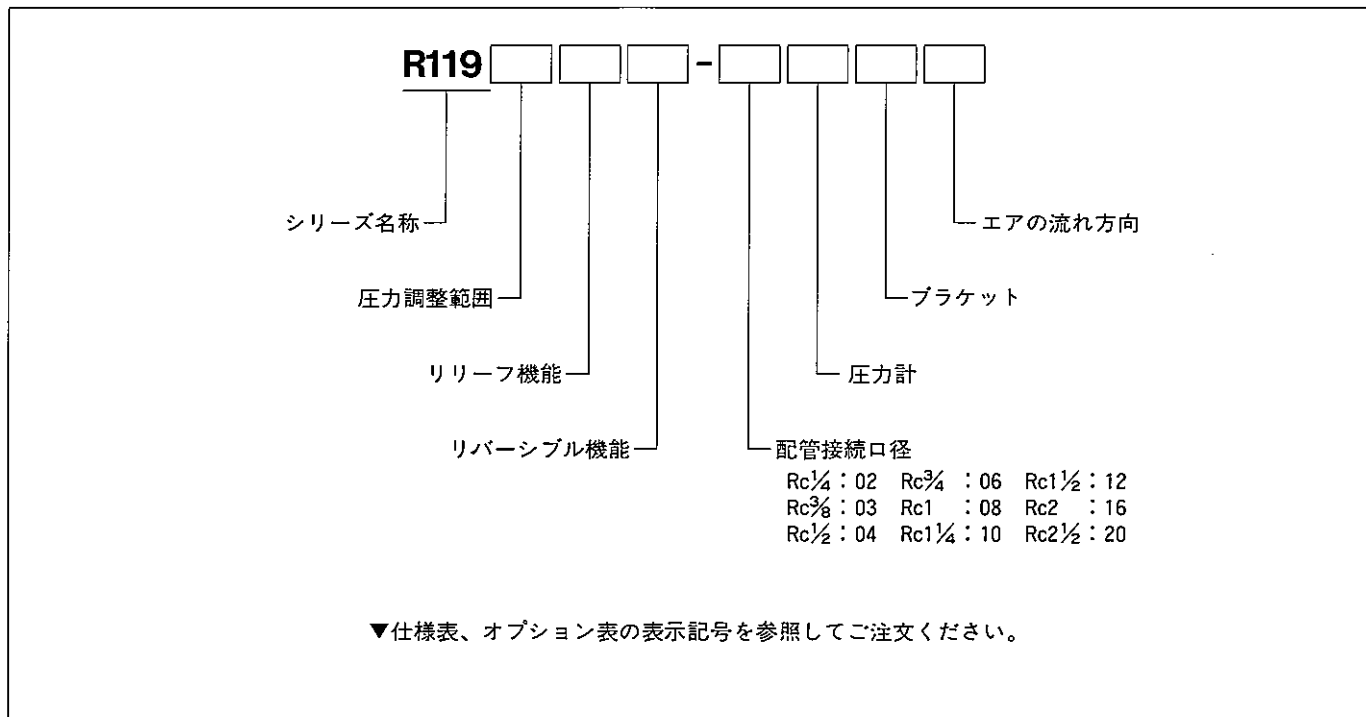 R119 -
シリーズ名称
エアの流れ方向
圧力調整範囲
ブラケット
リリーフ機能
圧力計
リバーシブル機能
配管接続口径
Rc¼：02 Rc¾：06 Rc1½：12
Rc⅜：03 Rc1：08 Rc2：16
Rc½：04 Rc1¼：10 Rc2½：20
▼仕様表、オプション表の表示記号を参照してご注文ください。